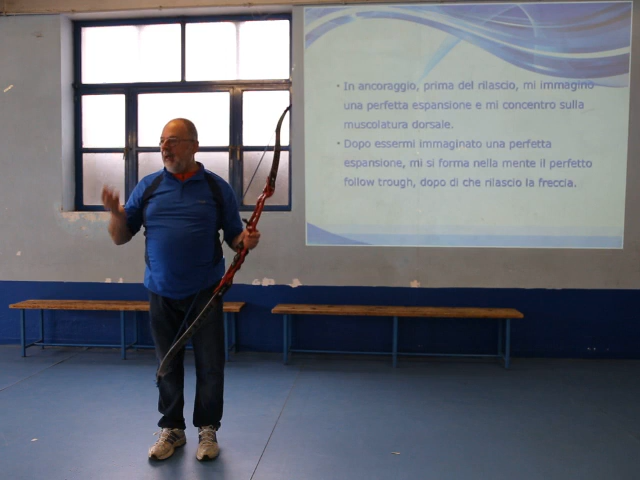 • In ancoraggio, prima del rilascio, mi immagino
una perfetta espansione e mi concentro sulla
muscolatura dorsale.
• Dopo essermi immaginato una perfetta
espansione, mi si forma nella mente il perfetto
follow trough, dopo di che rilascio la freccia.